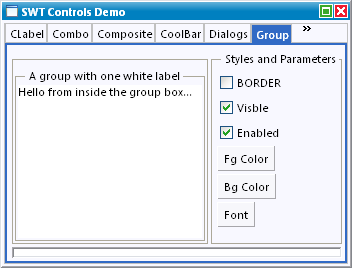 SWT Controls Demo
CLabel Combo Composite CoolBar Dialogs Group »
A group with one white label
Hello from inside the group box...
Styles and Parameters
BORDER
Visble
Enabled
Fg Color
Bg Color
Font